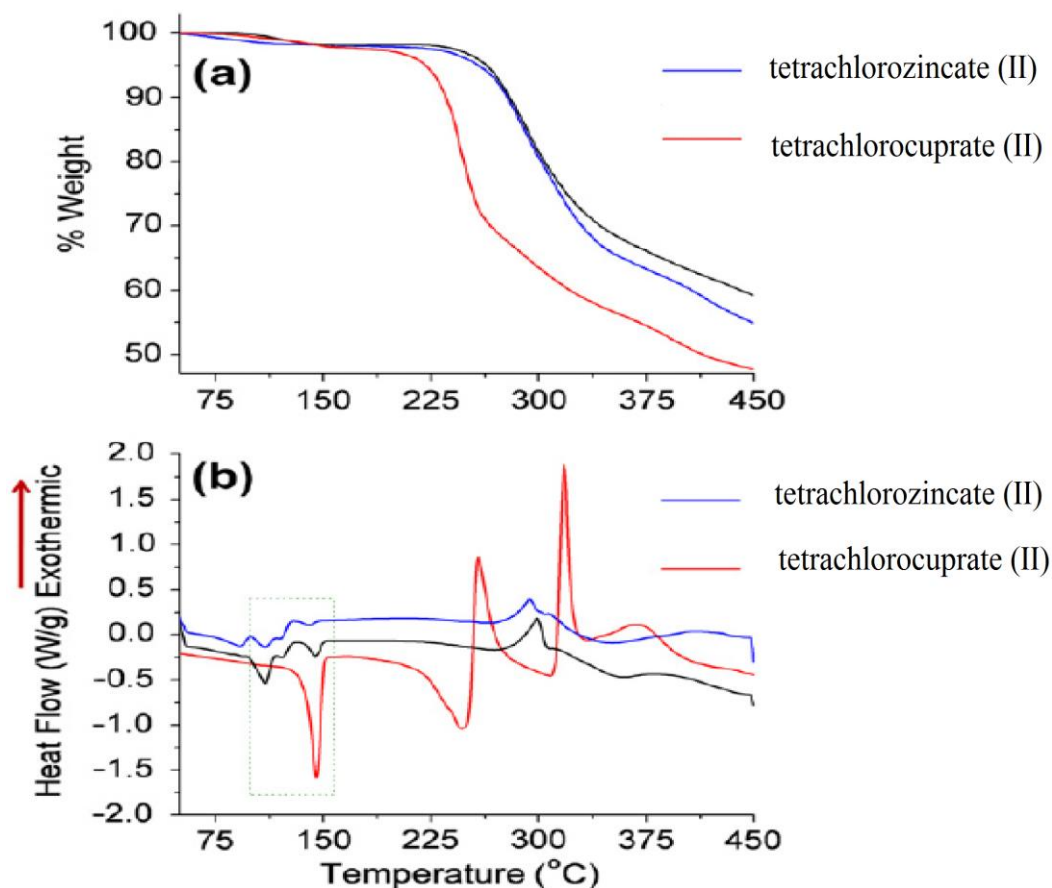 100
90
80
70
60
50
% Weight
(a)
tetrachlorozincate (II)
tetrachlorocuprate (II)
75 150 225 300 375 450
2.0
1.5
1.0
0.5
0.0
-0.5
-1.0
-1.5
-2.0
Heat Flow (W/g) Exothermic
(b)
tetrachlorozincate (II)
tetrachlorocuprate (II)
75 150 225 300 375 450
Temperature (°C)